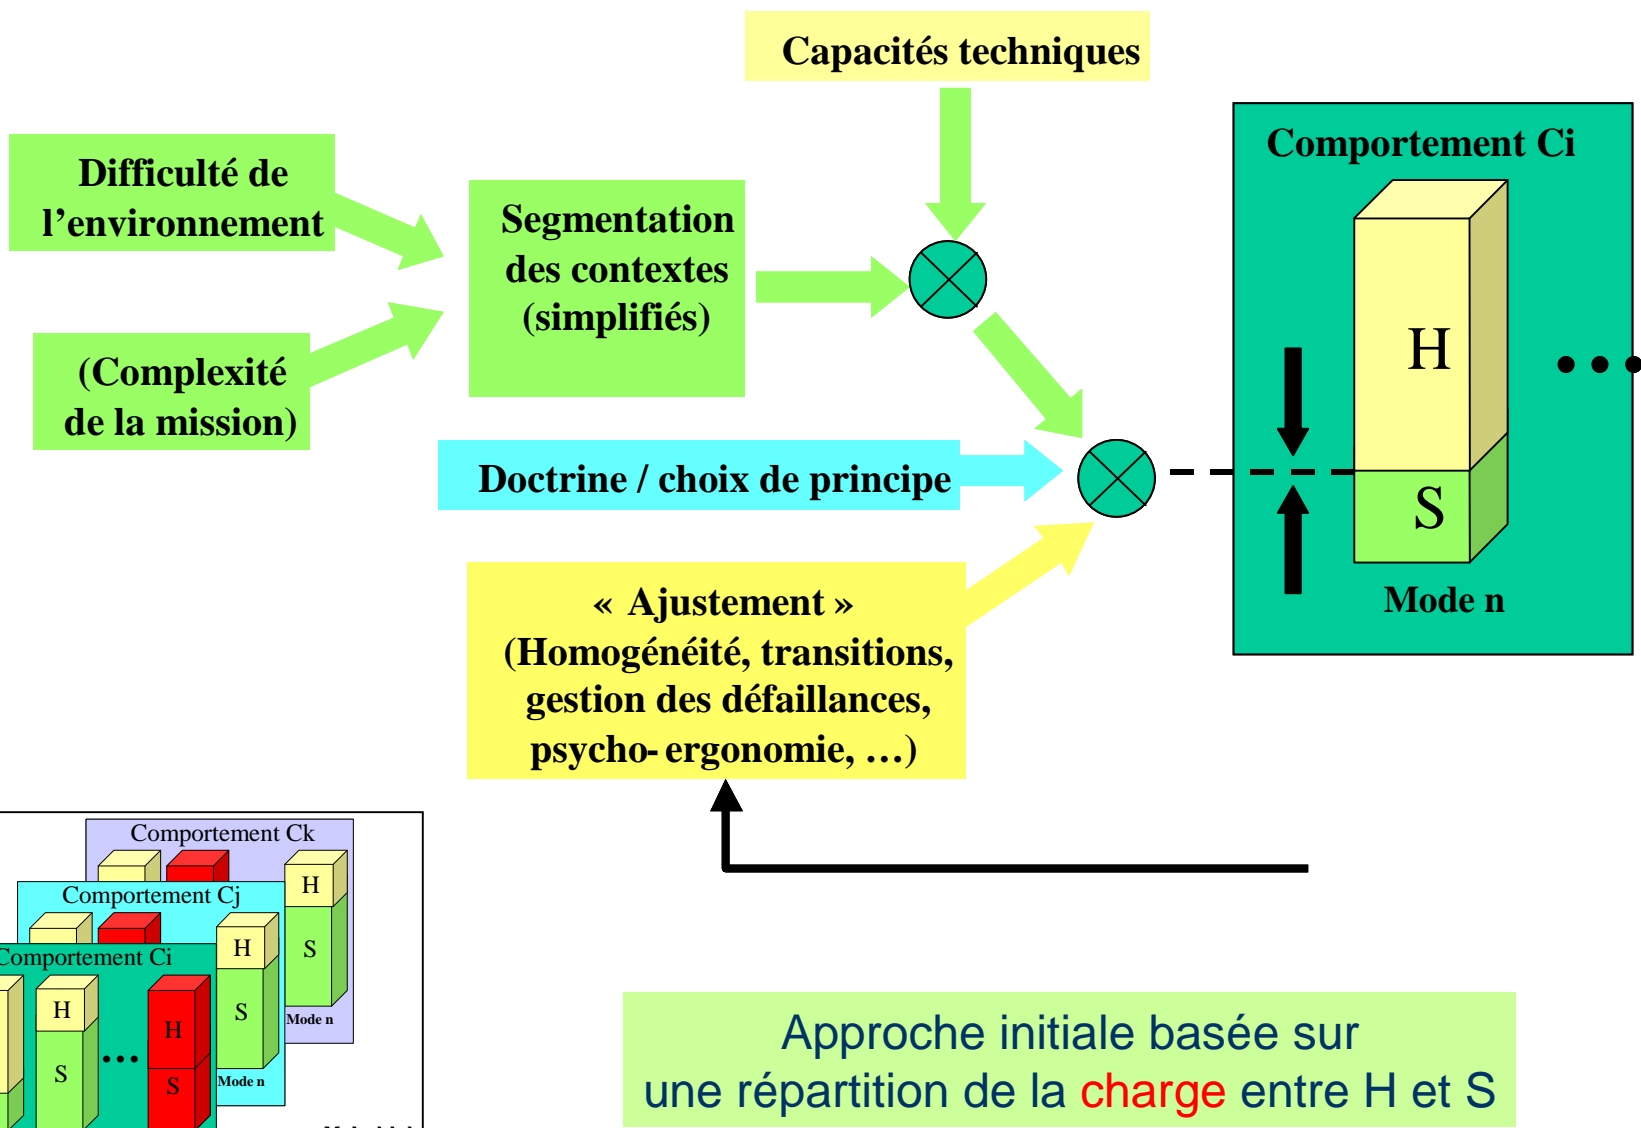 Capacités techniques
Difficulté de
l’environnement
(Complexité
de la mission)
Segmentation
des contextes
(simplifiés)
Doctrine / choix de principe
« Ajustement »
(Homogénéité, transitions,
gestion des défaillances,
psycho-ergonomie, …)
Comportement Ci
H
S
Mode n
Comportement Ck
H
S
Mode n
Comportement Cj
H
S
Mode n
Comportement Ci
H
S
...
H
S
Approche initiale basée sur
une répartition de la charge entre H et S